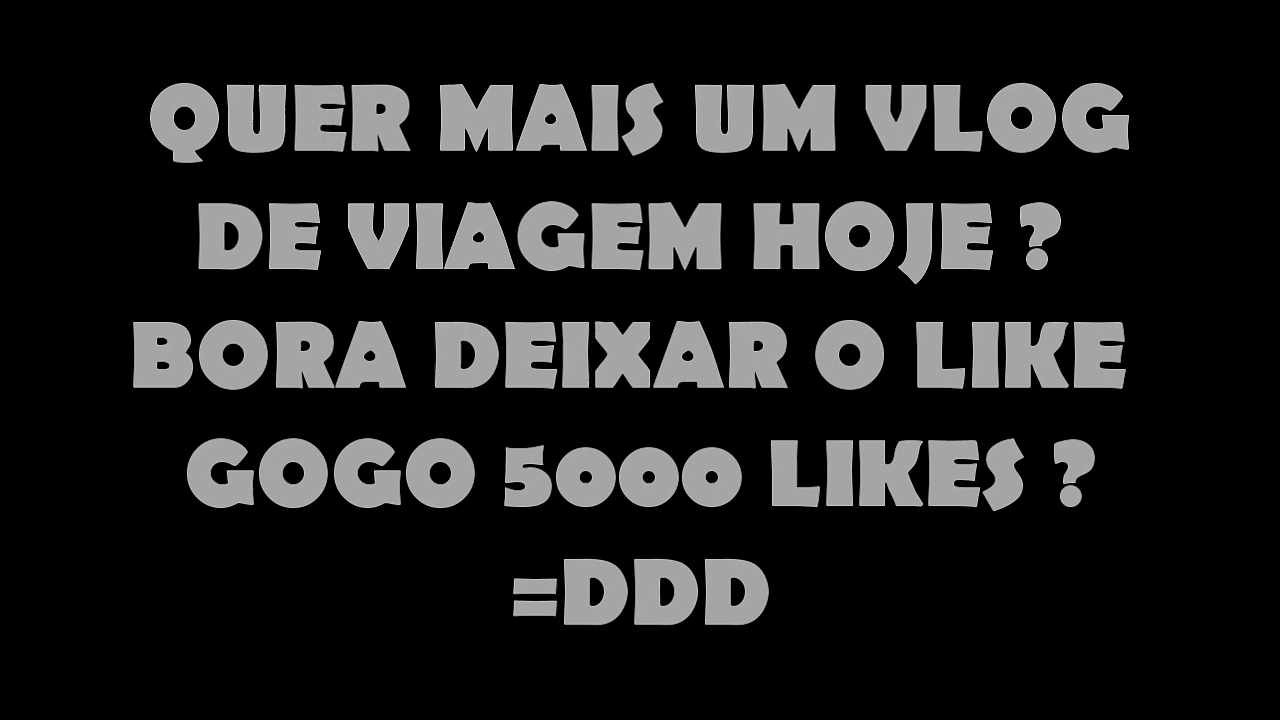 QUER MAIS UM VLOG
DE VIAGEM HOJE ?
BORA DEIXAR O LIKE
GOGO 5000 LIKES ?
=DDD